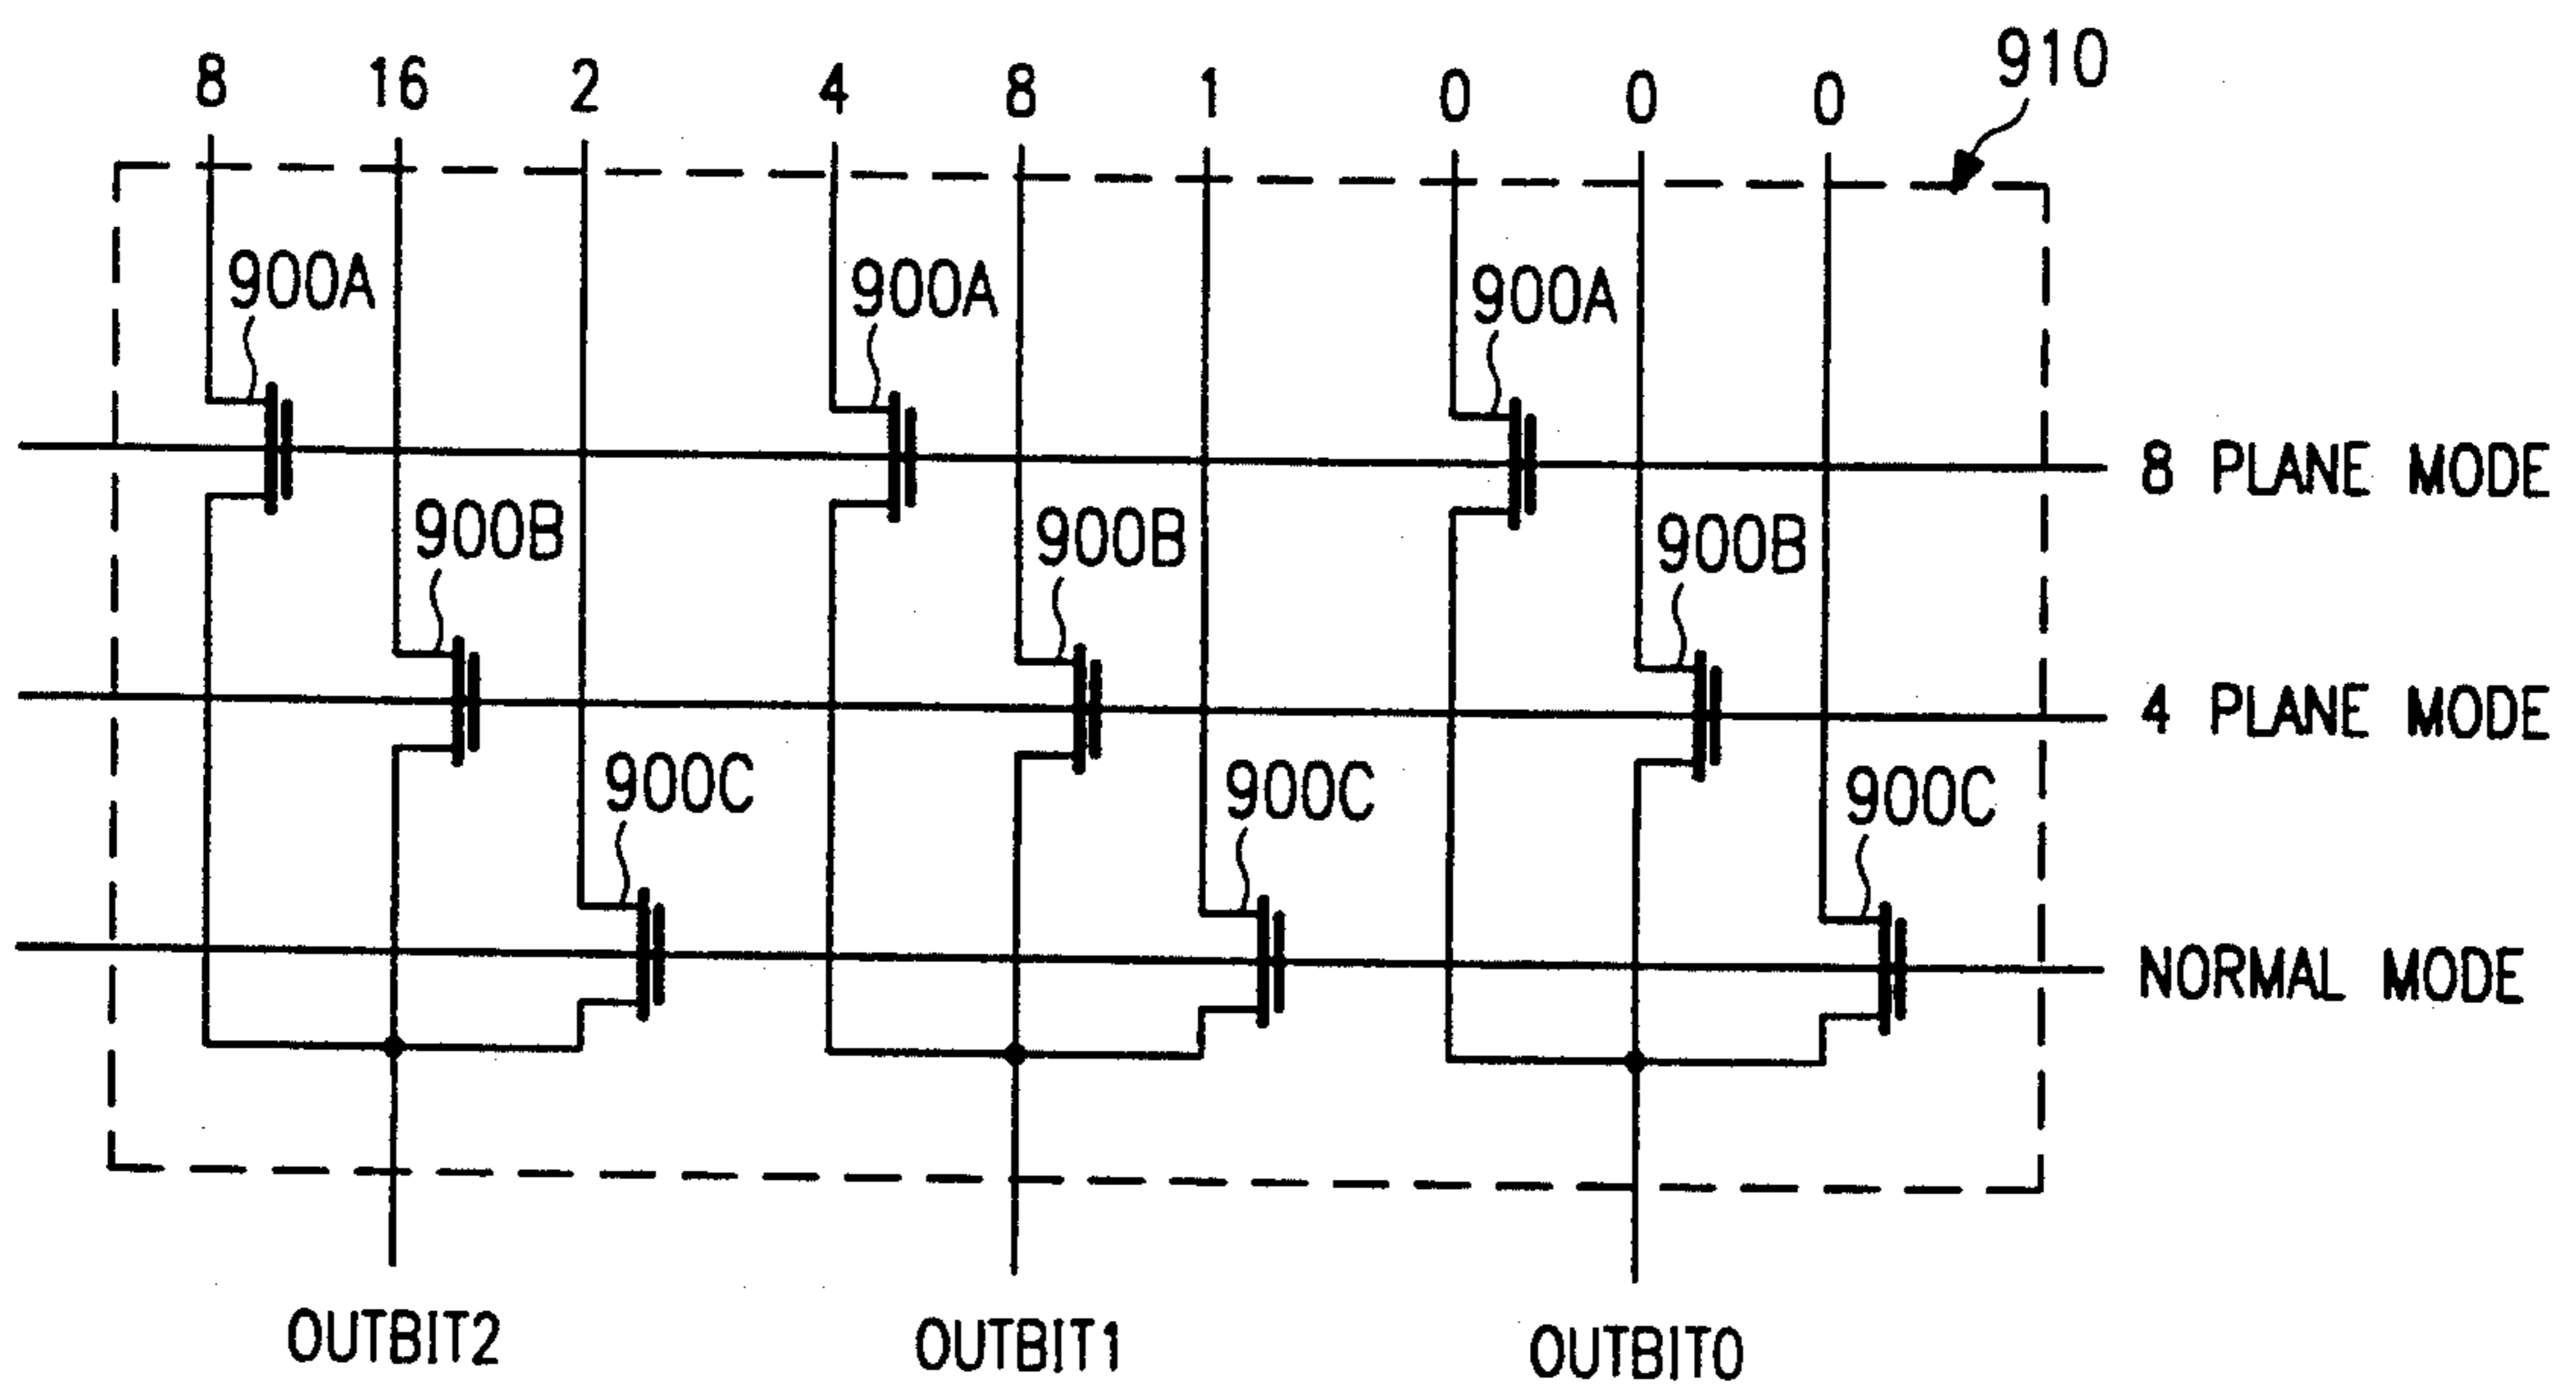 910
8 16 2 4 8 1 0 0 0
900A 900A 900A
8 PLANE MODE
900B 900B 900B
4 PLANE MODE
900C 900C 900C
NORMAL MODE
OUTBIT2 OUTBIT1 OUTBIT0